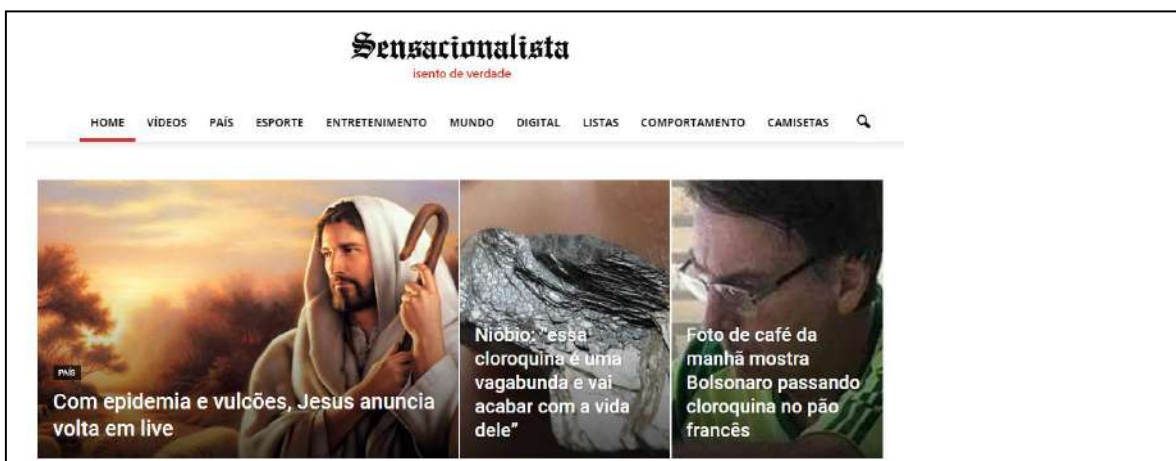 Sensacionalista
isento de verdade
HOME VÍDEOS PAÍS ESPORTE ENTRETENIMENTO MUNDO DIGITAL LISTAS COMPORTAMENTO CAMISETAS
PAÍS
Com epidemia e vulcões, Jesus anuncia
volta em live
Nióbio: "essa
cloroquina é uma
vagabunda e vai
acabar com a vida
dele”
Foto de café da
manhã mostra
Bolsonaro passando
cloroquina no pão
francês